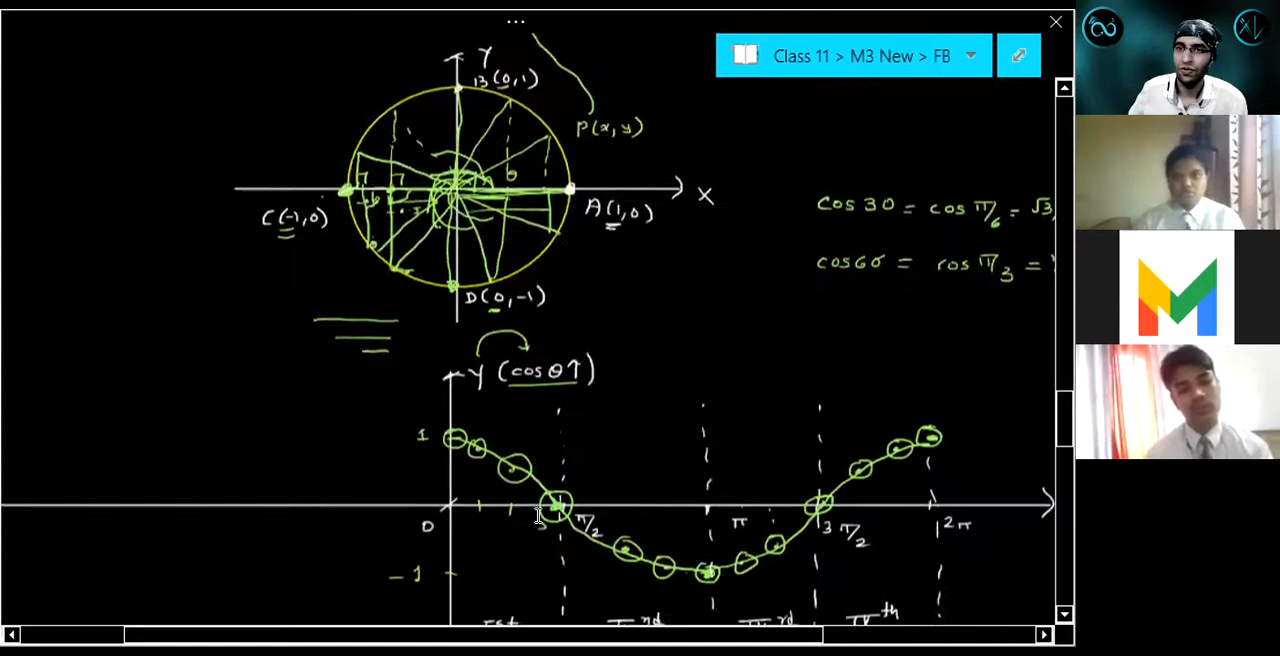 Class 11 > M3 New > FB
Y
B(0,1)
P(x, y)
θ
X
C(-1,0)
A(1,0)
cos 30 = cos π/6 = √3
cos 60 = cos π/3 =
D(0,-1)
Y (cosθ↑)
1
0
π/2
π
3π/2
2π
-1